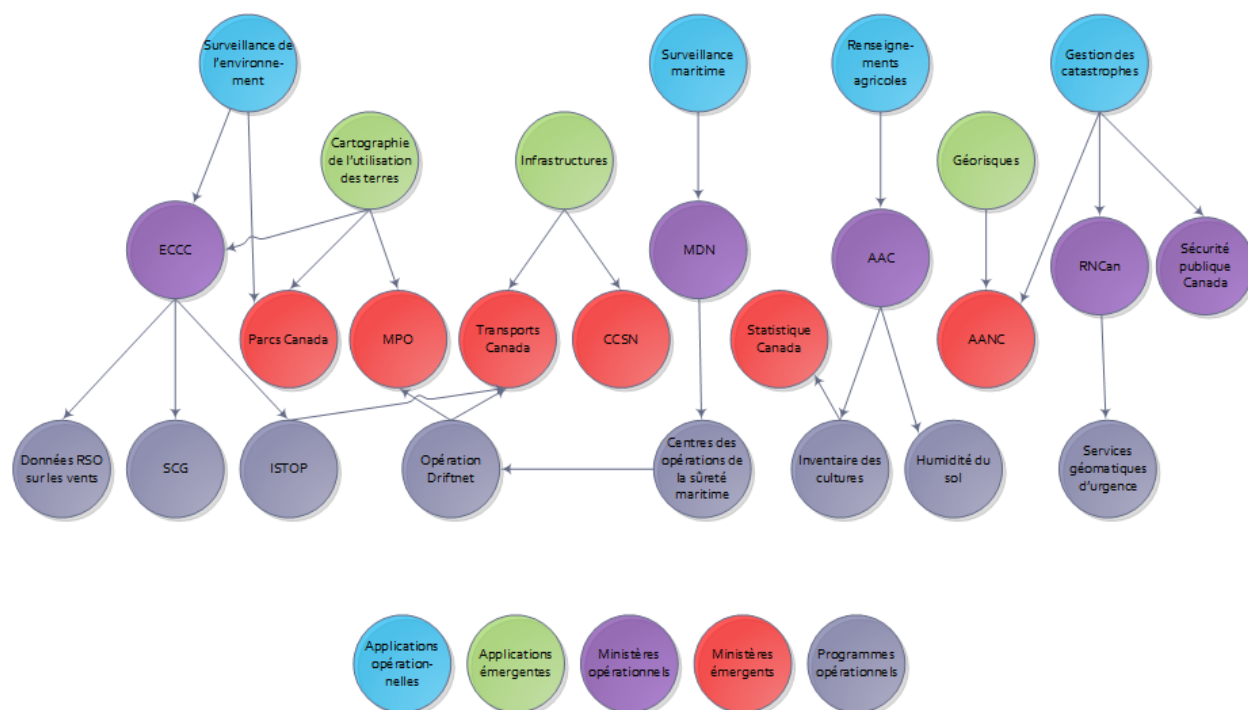 Surveillance de
l'environne-
ment
Surveillance
maritime
Renseigne-
ments
agricoles
Gestion des
catastrophes
Cartographie
de l'utilisation
des terres
Infrastructures
Géorisques
ECCC
MDN
AAC
RNCan
Sécurité
publique
Canada
Parcs Canada
MPO
Transports
Canada
CCSN
Statistique
Canada
AANC
Données RSO
sur les vents
SCG
ISTOP
Opération
Driftnet
Centres des
opérations de
la sûreté
maritime
Inventaire des
cultures
Humidité du
sol
Services
géomatiques
d'urgence
Applications
opération-
nelles
Applications
émergentes
Ministères
opérationnels
Ministères
émergents
Programmes
opérationnels